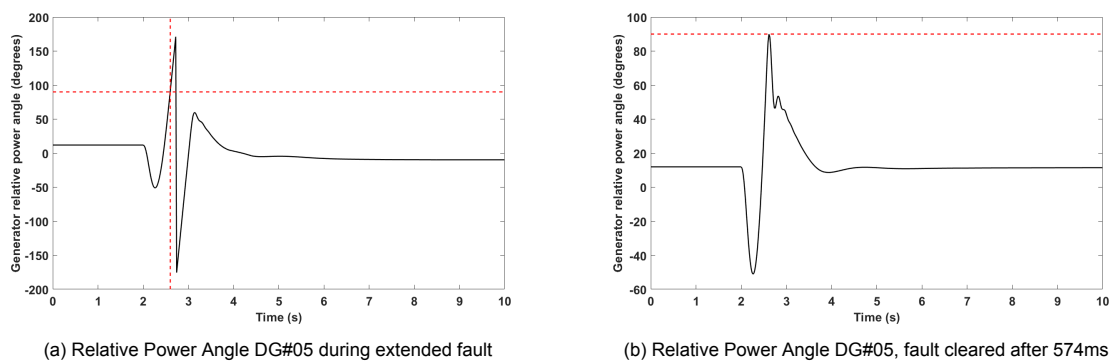 200
150
100
50
0
-50
-100
-150
-200
Generator relative power angle (degrees)
0 1 2 3 4 5 6 7 8 9 10
Time (s)
(a) Relative Power Angle DG#05 during extended fault
100
80
60
40
20
0
-20
-40
-60
Generator relative power angle (degrees)
0 1 2 3 4 5 6 7 8 9 10
Time (s)
(b) Relative Power Angle DG#05, fault cleared after 574ms